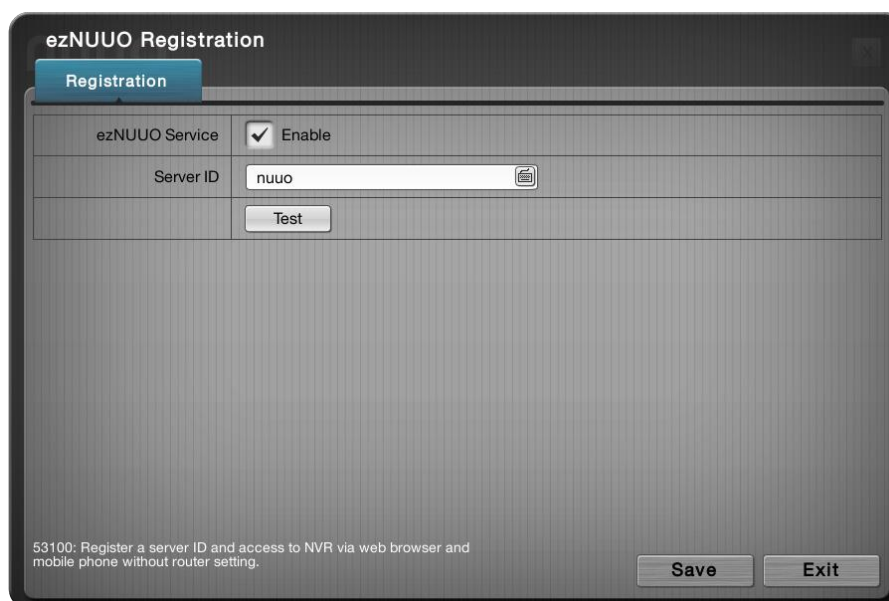 ezNUUO Registration
Registration
ezNUUO Service
Enable
Server ID
nuuo
Test
53100: Register a server ID and access to NVR via web browser and
mobile phone without router setting.
Save
Exit